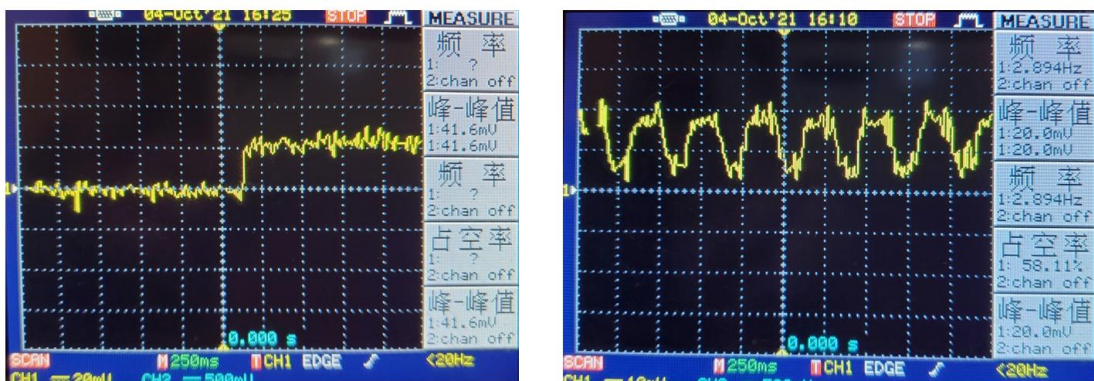 04-Oct'21 16:25 STOP MEASURE
频 率
1: ?
2:chan off
峰-峰值
1:41.6mV
1:41.6mV
频 率
1: ?
2:chan off
占空率
1: ?
2:chan off
峰-峰值
1:41.6mV
2:chan off
1
0.000 s
SCAN M 250ms T CH1 EDGE <20Hz
CH1 20mV CH2 500mV
04-Oct'21 16:10 STOP MEASURE
频 率
1:2.894Hz
2:chan off
峰-峰值
1:20.0mV
1:20.0mV
频 率
1:2.894Hz
2:chan off
占空率
1: 58.11%
2:chan off
峰-峰值
1:20.0mV
2:chan off
1
0.000 s
SCAN M 250ms T CH1 EDGE <20Hz
CH1 10mV